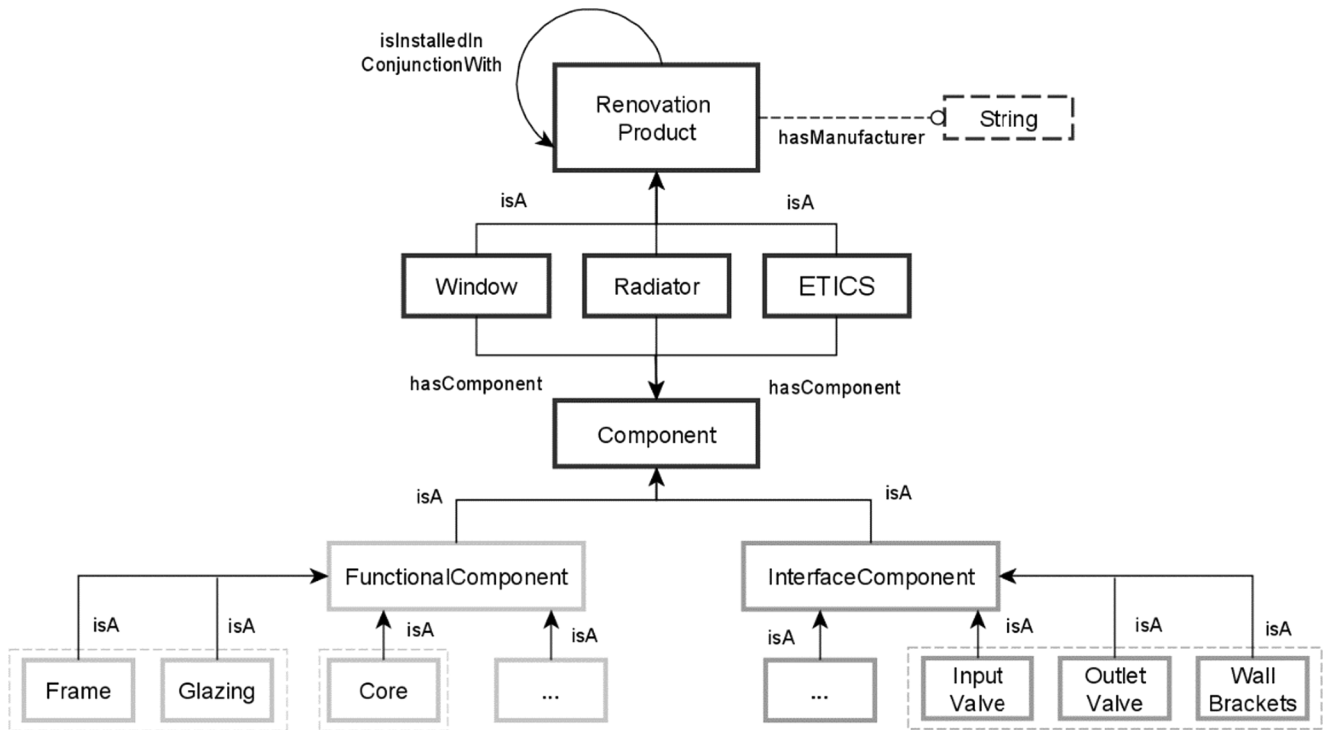 isInstalledIn
ConjunctionWith
Renovation
Product
String
hasManufacturer
isA
isA
Window
Radiator
ETICS
hasComponent
hasComponent
Component
isA
isA
FunctionalComponent
InterfaceComponent
isA
isA
isA
isA
isA
isA
isA
isA
Frame
Glazing
Core
...
...
Input
Valve
Outlet
Valve
Wall
Brackets